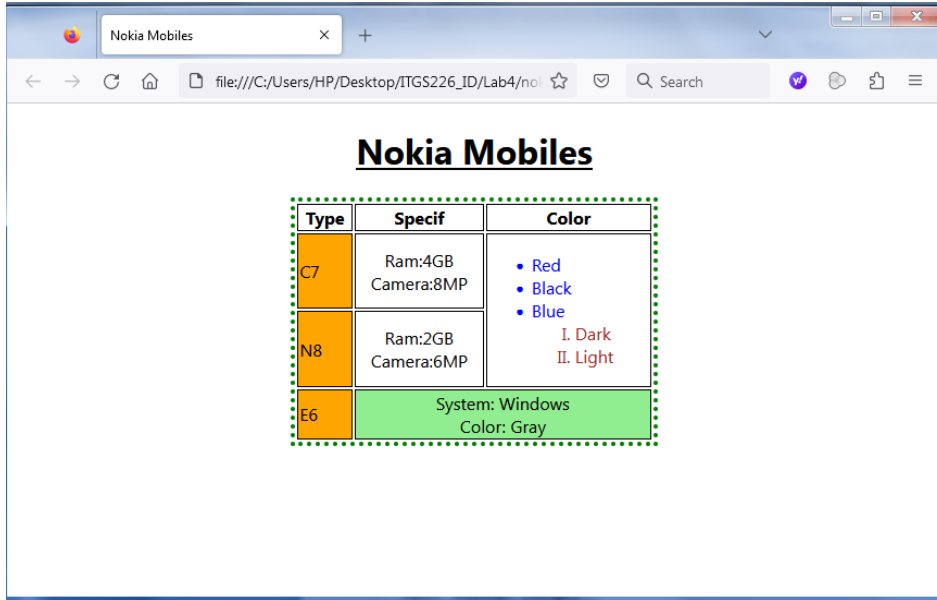 Nokia Mobiles
file:///C:/Users/HP/Desktop/ITGS226_ID/Lab4/no
Search
Nokia Mobiles
Type Specif Color
C7
Ram:4GB
Camera:8MP
• Red
• Black
• Blue
I. Dark
II. Light
N8
Ram:2GB
Camera:6MP
E6
System: Windows
Color: Gray